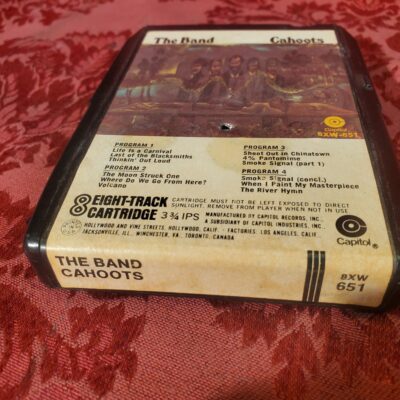 The Band Cahoots
Capitol
8XW-651
PROGRAM 1
Life Is a Carnival
Last of the Blacksmiths
Thinkin' Out Loud
PROGRAM 2
The Moon Struck One
Where Do We Go From Here?
Volcano
PROGRAM 3
Shoot Out in Chinatown
4% Pantomime
Smoke Signal (part 1)
PROGRAM 4
Smoke Signal (concl.)
When I Paint My Masterpiece
The River Hymn
8 EIGHT-TRACK
CARTRIDGE 3 3/4 IPS
CARTRIDGE MUST NOT BE LEFT EXPOSED TO DIRECT
SUNLIGHT. REMOVE FROM PLAYER WHEN NOT IN USE
MANUFACTURED BY CAPITOL RECORDS, INC.,
A SUBSIDIARY OF CAPITOL INDUSTRIES, INC.,
HOLLYWOOD AND VINE STREETS, HOLLYWOOD, CALIF. · FACTORIES: LOS ANGELES, CALIF.,
JACKSONVILLE, ILL., WINCHESTER, VA. TORONTO, CANADA
Capitol®
THE BAND
CAHOOTS
8XW
651